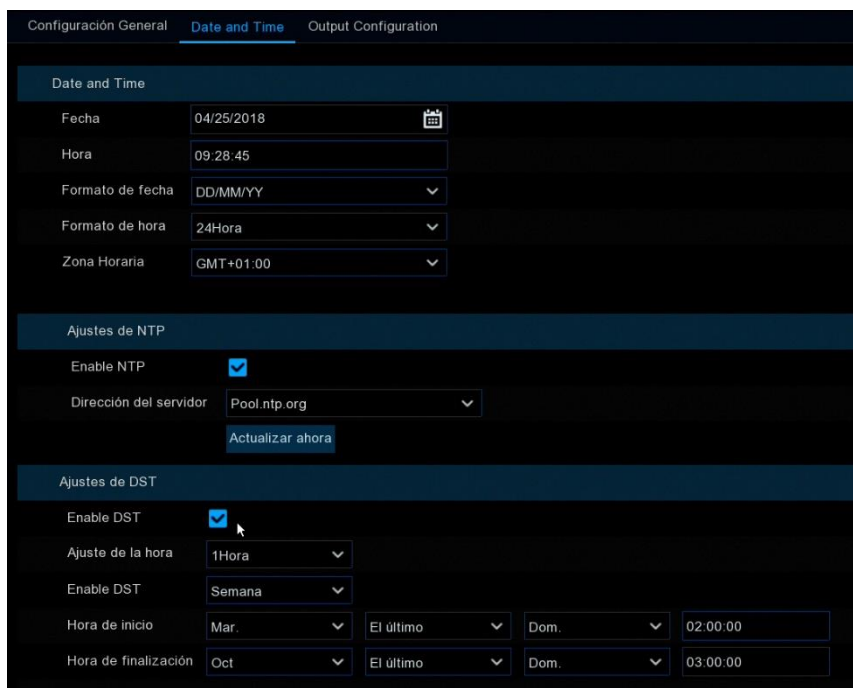 Configuración General Date and Time Output Configuration
Date and Time
Fecha 04/25/2018
Hora 09:28:45
Formato de fecha DD/MM/YY
Formato de hora 24Hora
Zona Horaria GMT+01:00
Ajustes de NTP
Enable NTP
Dirección del servidor Pool.ntp.org
Actualizar ahora
Ajustes de DST
Enable DST
Ajuste de la hora 1Hora
Enable DST Semana
Hora de inicio Mar. El último Dom. 02:00:00
Hora de finalización Oct El último Dom. 03:00:00